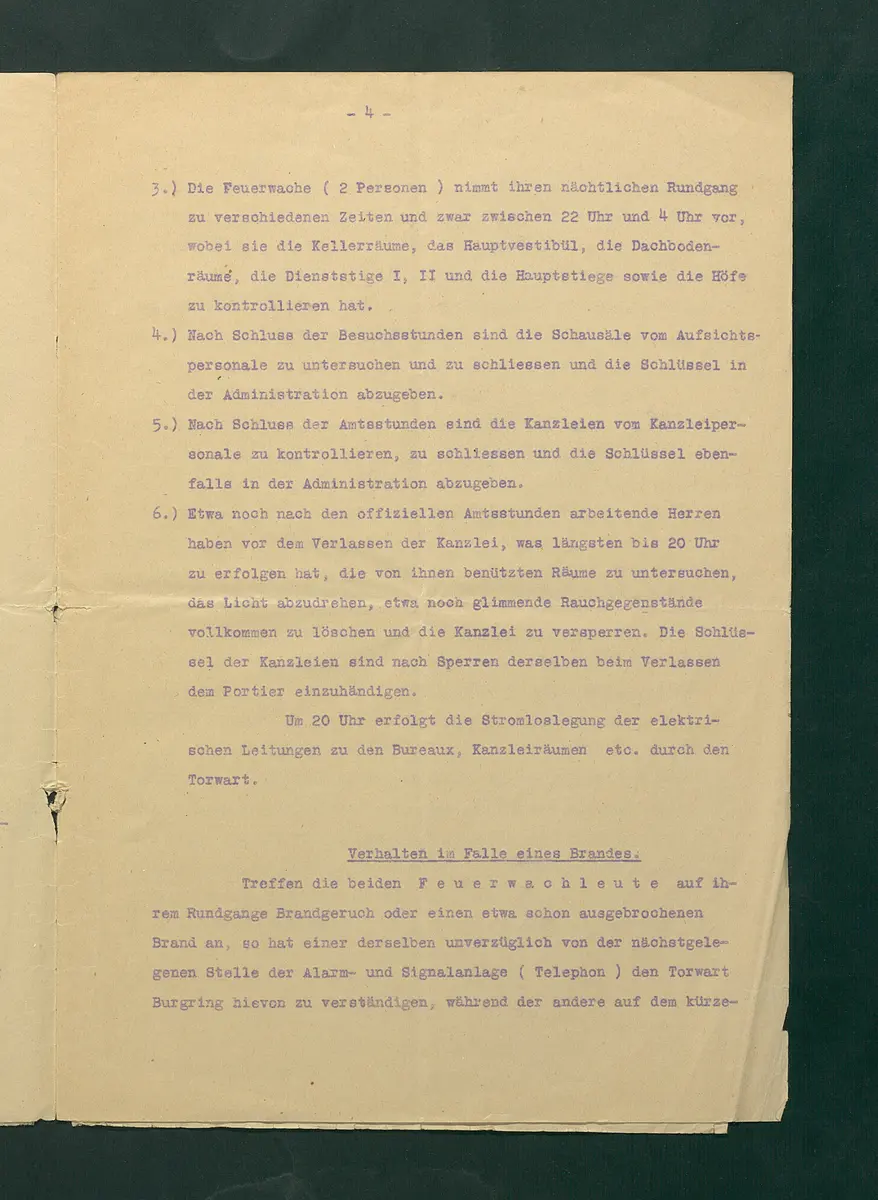 - 4 -
3.) Die Feuerwache ( 2 Personen ) nimmt ihren nächtlichen Rundgang
zu verschiedenen Zeiten und zwar zwischen 22 Uhr und 4 Uhr vor,
wobei sie die Kellerräume, das Hauptvestibül, die Dachboden-
räume, die Dienststige I, II und die Hauptstiege sowie die Höfe
zu kontrollieren hat.
4.) Nach Schluss der Besuchsstunden sind die Schausäle vom Aufsichts-
personale zu untersuchen und zu schliessen und die Schlüssel in
der Administration abzugeben.
5.) Nach Schluss der Amtsstunden sind die Kanzleien vom Kanzleiper-
sonale zu kontrollieren, zu schliessen und die Schlüssel eben-
falls in der Administration abzugeben.
6.) Etwa noch nach den offiziellen Amtsstunden arbeitende Herren
haben vor dem Verlassen der Kanzlei, was längsten bis 20 Uhr
zu erfolgen hat, die von ihnen benützten Räume zu untersuchen,
das Licht abzudrehen, etwa noch glimmende Rauchgegenstände
vollkommen zu löschen und die Kanzlei zu versperren. Die Schlüs-
sel der Kanzleien sind nach Sperren derselben beim Verlassen
dem Portier einzuhändigen.
Um 20 Uhr erfolgt die Stromloslegung der elektri-
schen Leitungen zu den Bureaux, Kanzleiräumen etc. durch den
Torwart.
Verhalten im Falle eines Brandes.
Treffen die beiden F e u e r w a c h l e u t e auf ih-
rem Rundgange Brandgeruch oder einen etwa schon ausgebrochenen
Brand an, so hat einer derselben unverzüglich von der nächstgele-
genen Stelle der Alarm- und Signalanlage ( Telephon ) den Torwart
Burgring hievon zu verständigen, während der andere auf dem kürze-